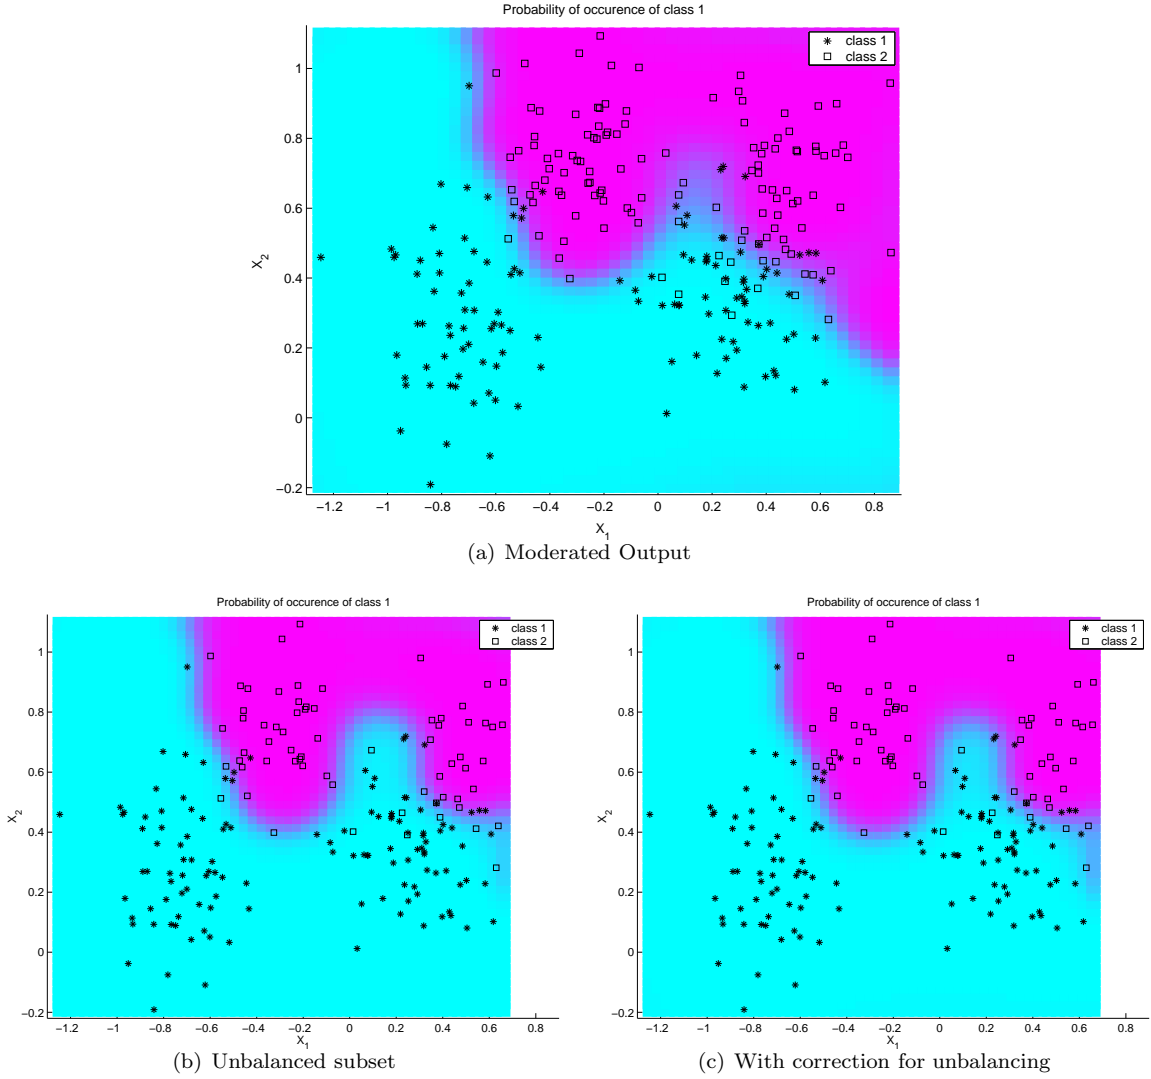 Probability of occurence of class 1
class 1
class 2
1
0.8
0.6
0.4
0.2
0
−0.2
X2
−1.2 −1 −0.8 −0.6 −0.4 −0.2 0 0.2 0.4 0.6 0.8
X1
(a) Moderated Output
Probability of occurence of class 1
class 1
class 2
1
0.8
0.6
0.4
0.2
0
−0.2
X2
−1.2 −1 −0.8 −0.6 −0.4 −0.2 0 0.2 0.4 0.6 0.8
X1
(b) Unbalanced subset
Probability of occurence of class 1
class 1
class 2
1
0.8
0.6
0.4
0.2
0
−0.2
X2
−1.2 −1 −0.8 −0.6 −0.4 −0.2 0 0.2 0.4 0.6 0.8
X1
(c) With correction for unbalancing